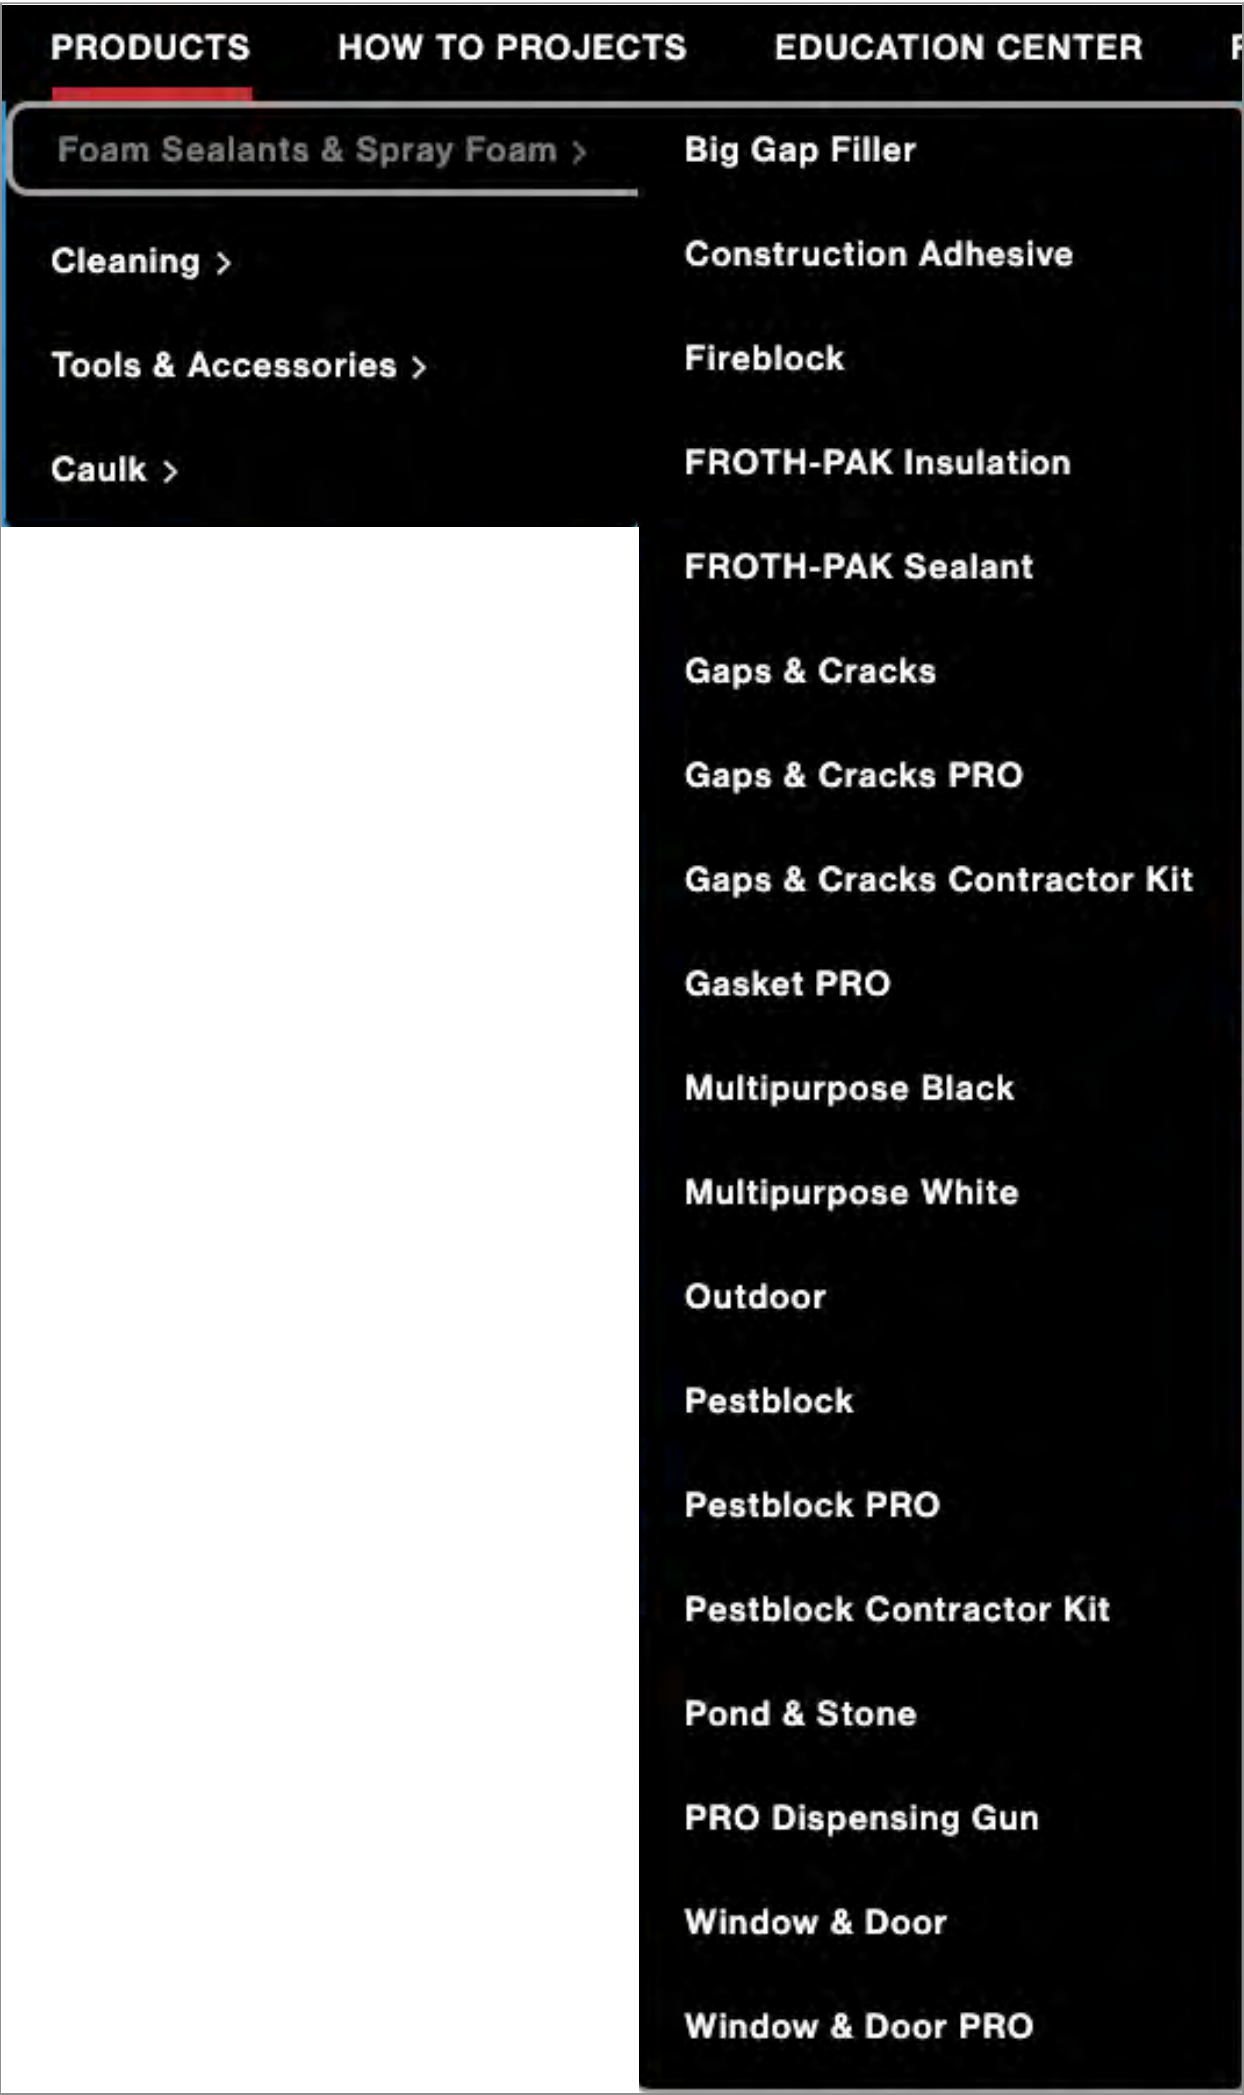 PRODUCTS HOW TO PROJECTS EDUCATION CENTER
Foam Sealants & Spray Foam >
Cleaning >
Tools & Accessories >
Caulk >
Big Gap Filler
Construction Adhesive
Fireblock
FROTH-PAK Insulation
FROTH-PAK Sealant
Gaps & Cracks
Gaps & Cracks PRO
Gaps & Cracks Contractor Kit
Gasket PRO
Multipurpose Black
Multipurpose White
Outdoor
Pestblock
Pestblock PRO
Pestblock Contractor Kit
Pond & Stone
PRO Dispensing Gun
Window & Door
Window & Door PRO